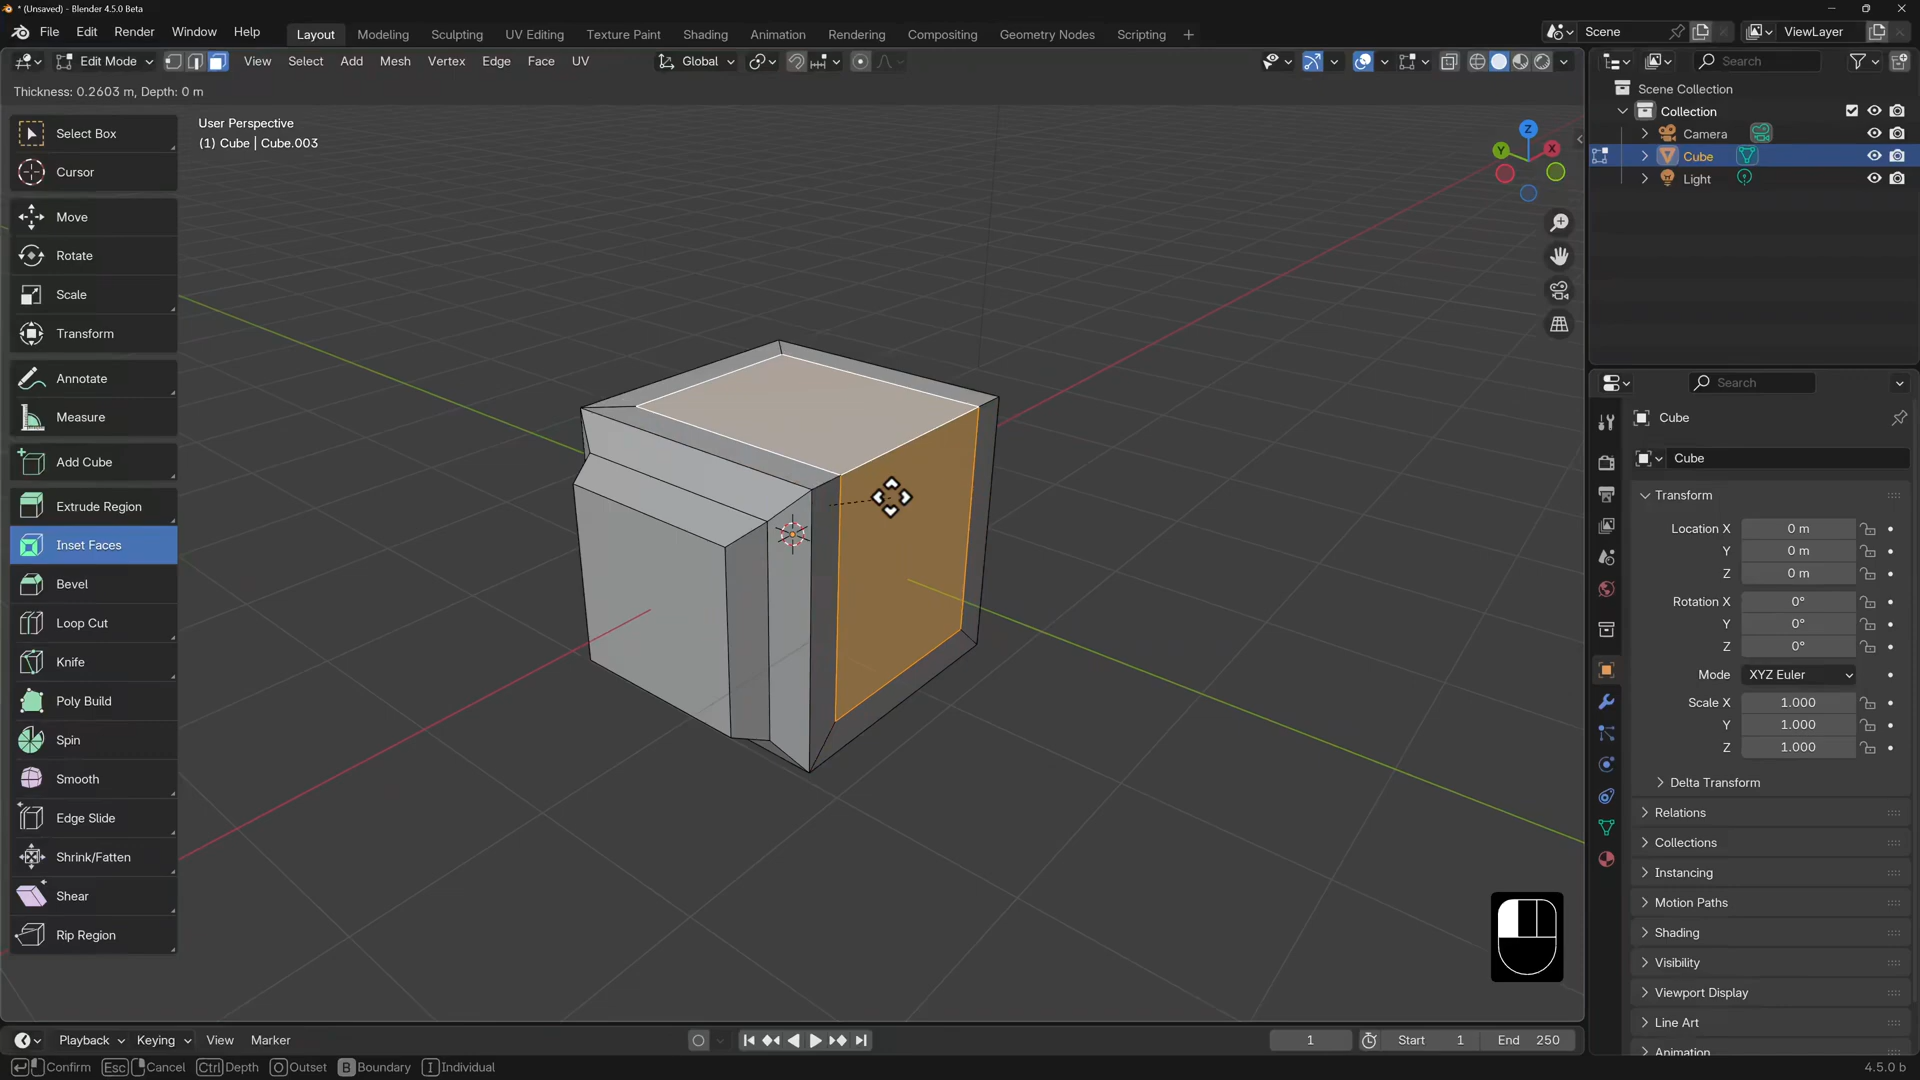 * (Unsaved) - Blender 4.5.0 Beta
File Edit Render Window Help
Layout Modeling Sculpting UV Editing Texture Paint Shading Animation Rendering Compositing Geometry Nodes Scripting +
Scene
ViewLayer
Edit Mode View Select Add Mesh Vertex Edge Face UV
Global
Search
Thickness: 0.2603 m, Depth: 0 m
User Perspective
(1) Cube | Cube.003
Select Box
Cursor
Move
Rotate
Scale
Transform
Annotate
Measure
Add Cube
Extrude Region
Inset Faces
Bevel
Loop Cut
Knife
Poly Build
Spin
Smooth
Edge Slide
Shrink/Fatten
Shear
Rip Region
Z
Y
X
Scene Collection
Collection
Camera
Cube
Light
Search
Cube
Cube
Transform
Location X 0 m
Y 0 m
Z 0 m
Rotation X 0°
Y 0°
Z 0°
Mode XYZ Euler
Scale X 1.000
Y 1.000
Z 1.000
Delta Transform
Relations
Collections
Instancing
Motion Paths
Shading
Visibility
Viewport Display
Line Art
Animation
Playback Keying View Marker
1 Start 1 End 250
Confirm Esc Cancel Ctrl Depth O Outset B Boundary I Individual
4.5.0 b